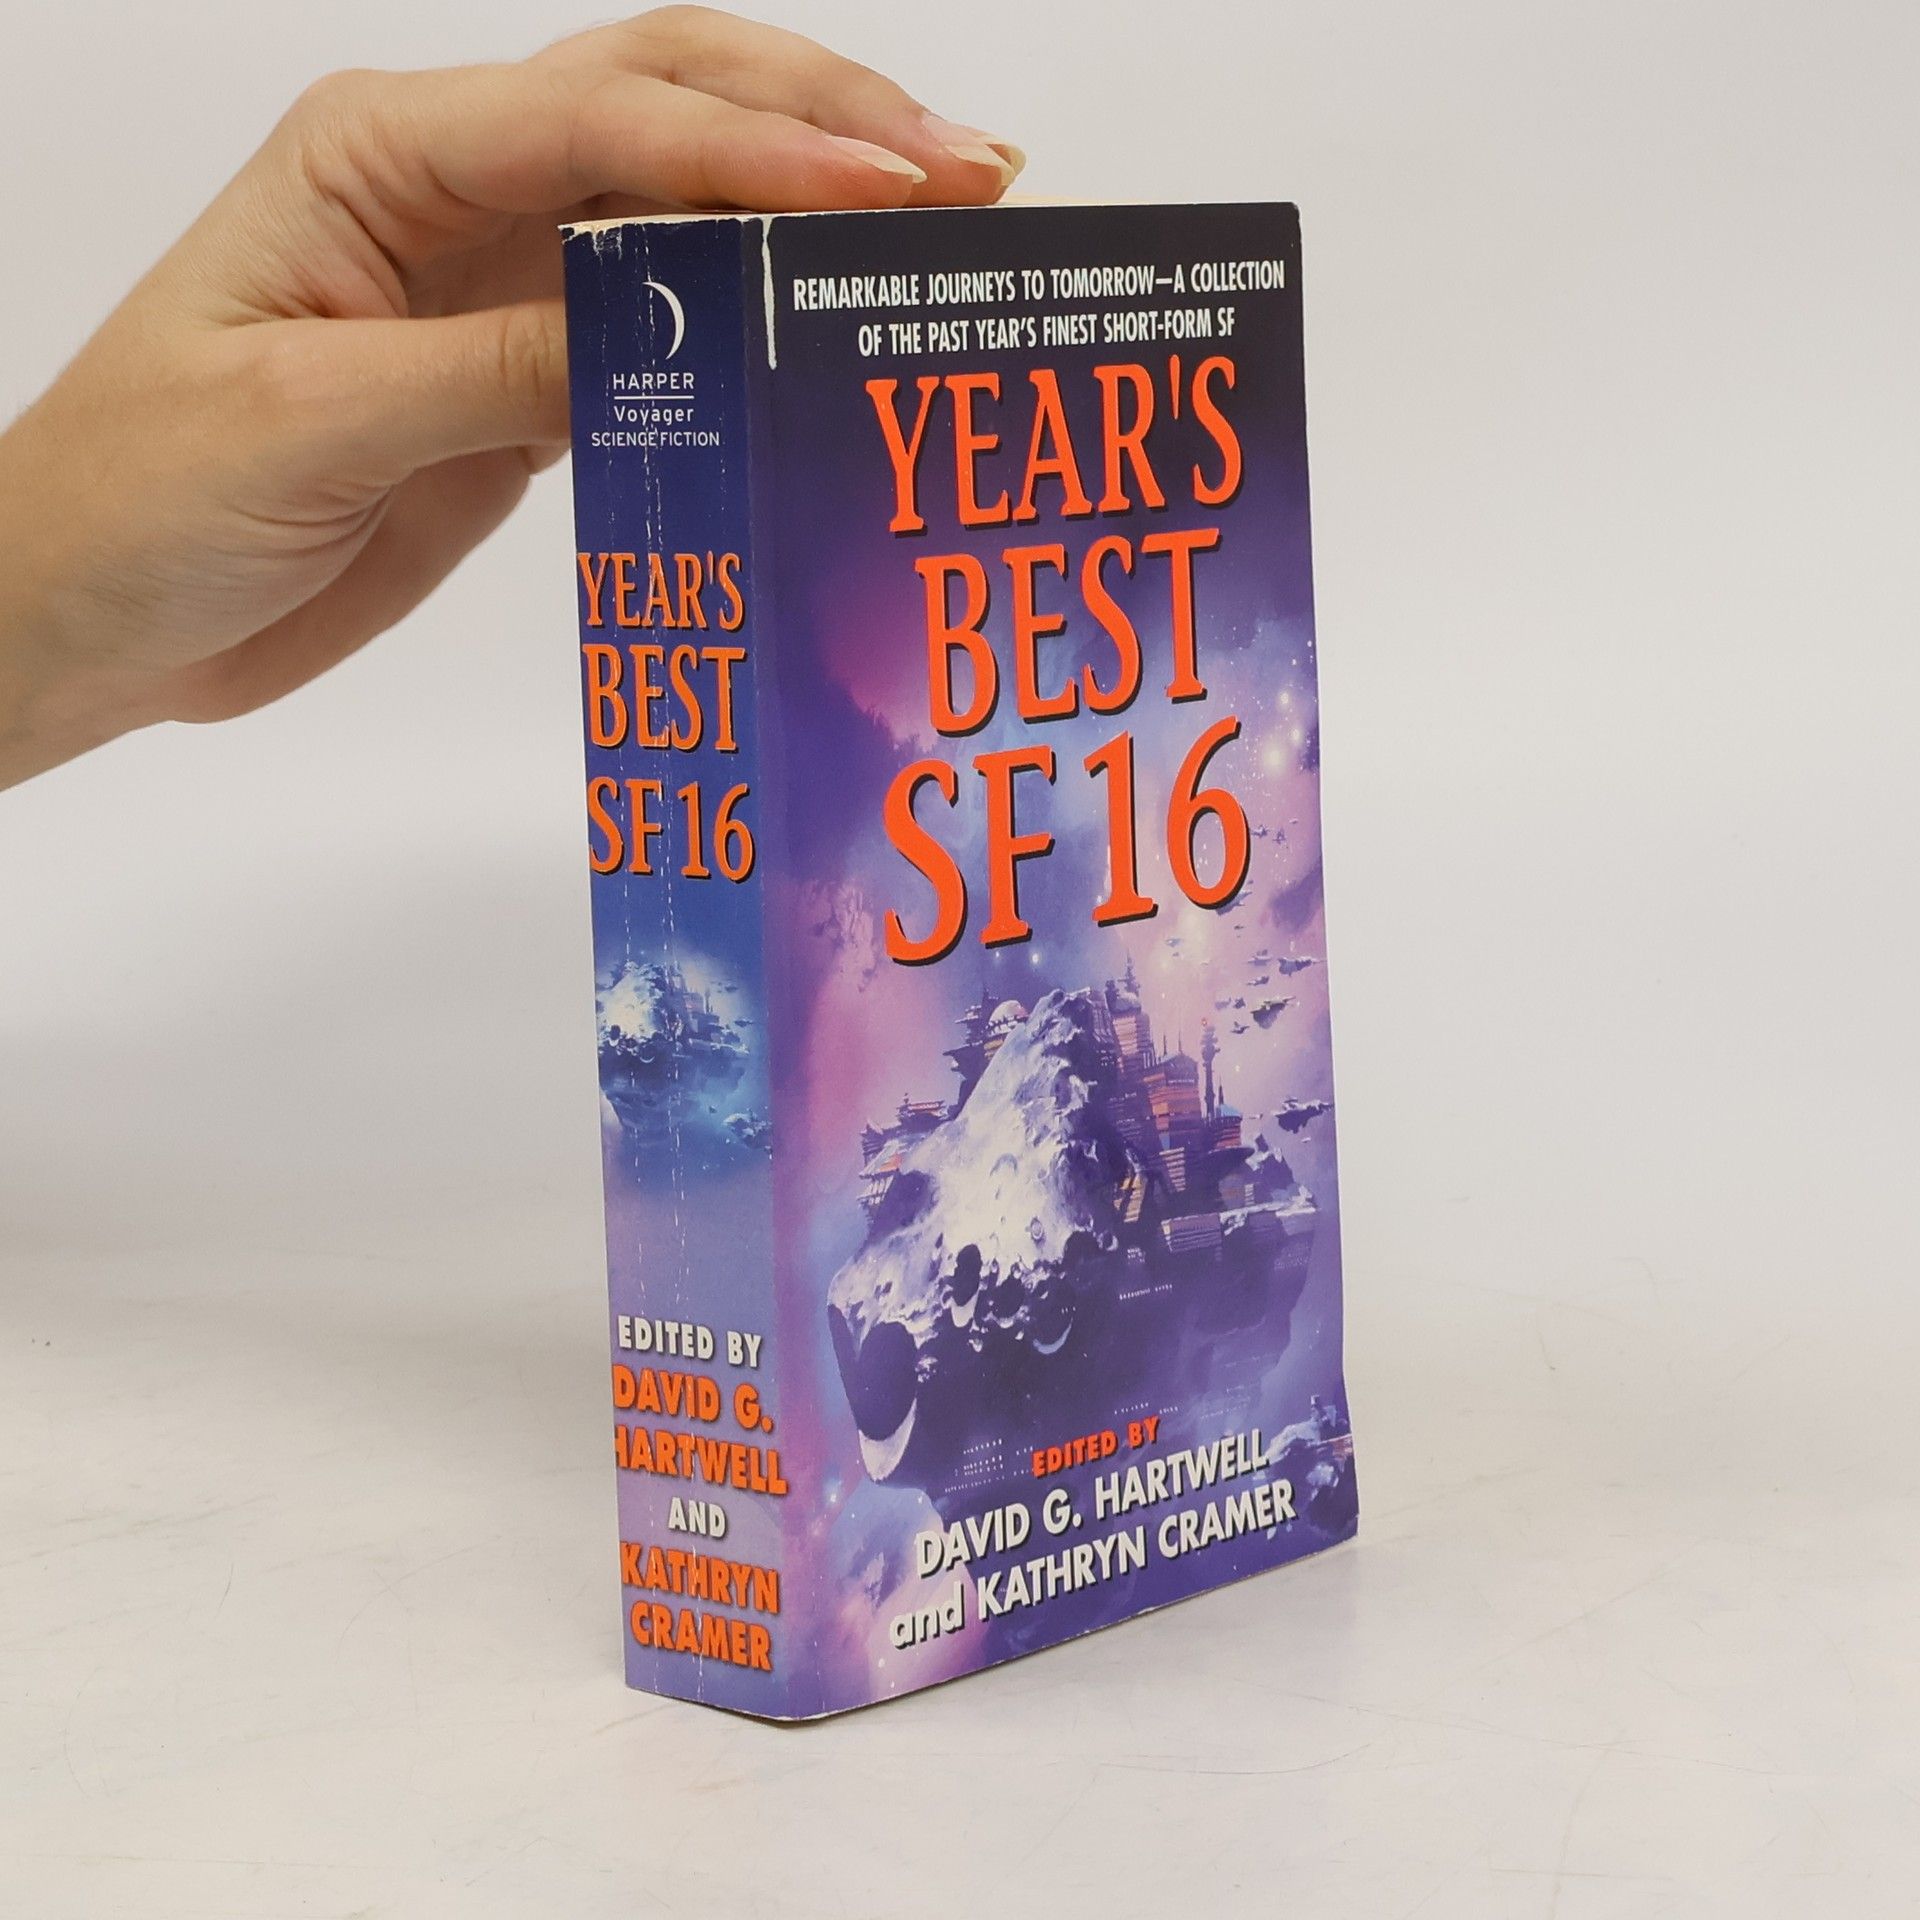 HARPER
Voyager
SCIENCE FICTION
YEAR'S
BEST
SF 16
EDITED BY
DAVID G.
HARTWELL
AND
KATHRYN
CRAMER
REMARKABLE JOURNEYS TO TOMORROW—A COLLECTION
OF THE PAST YEAR'S FINEST SHORT-FORM SF
YEAR'S
BEST
SF 16
EDITED BY
DAVID G. HARTWELL
and KATHRYN CRAMER